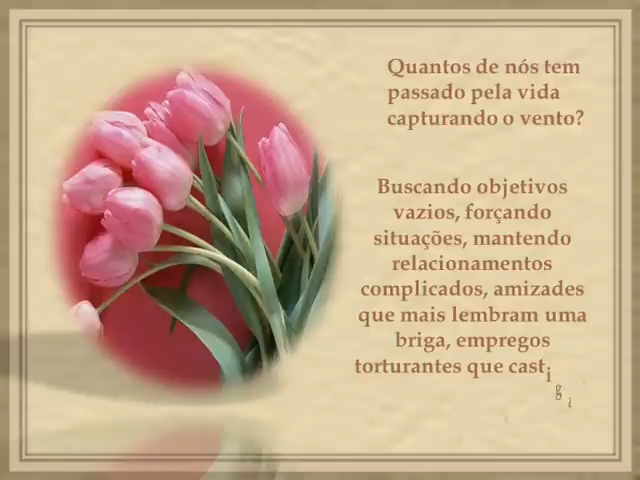 Quantos de nós tem
passado pela vida
capturando o vento?
Buscando objetivos
vazios, forçando
situações, mantendo
relacionamentos
complicados, amizades
que mais lembram uma
briga, empregos
torturantes que